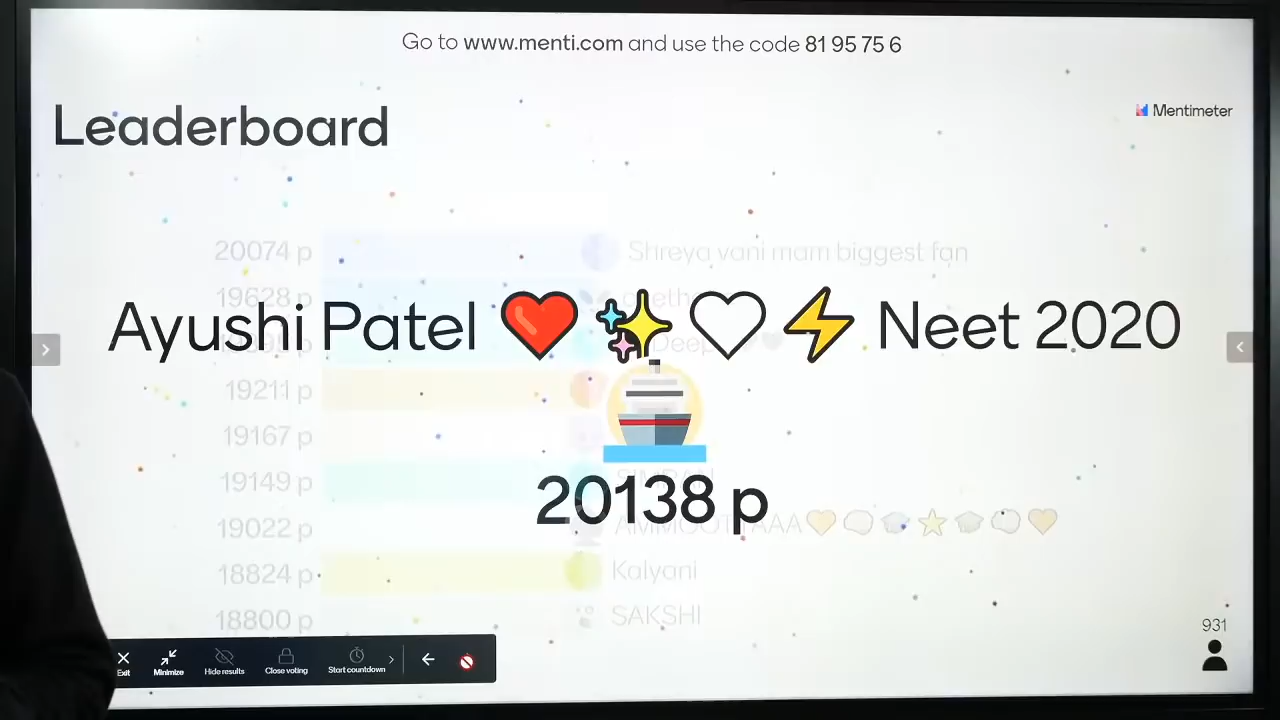 Go to www.menti.com and use the code 81 95 75 6
Leaderboard
Mentimeter
20074 p Shreya vani mam biggest fan
19628 p
Ayushi Patel ❤️ ✨ 🤍 ⚡ Neet 2020
Deep
19211 p
19167 p
19149 p SIMRAN
20138 p
19022 p
18824 p Kalyani
18800 p SAKSHI
931
Exit Minimize Hide results Close voting Start countdown